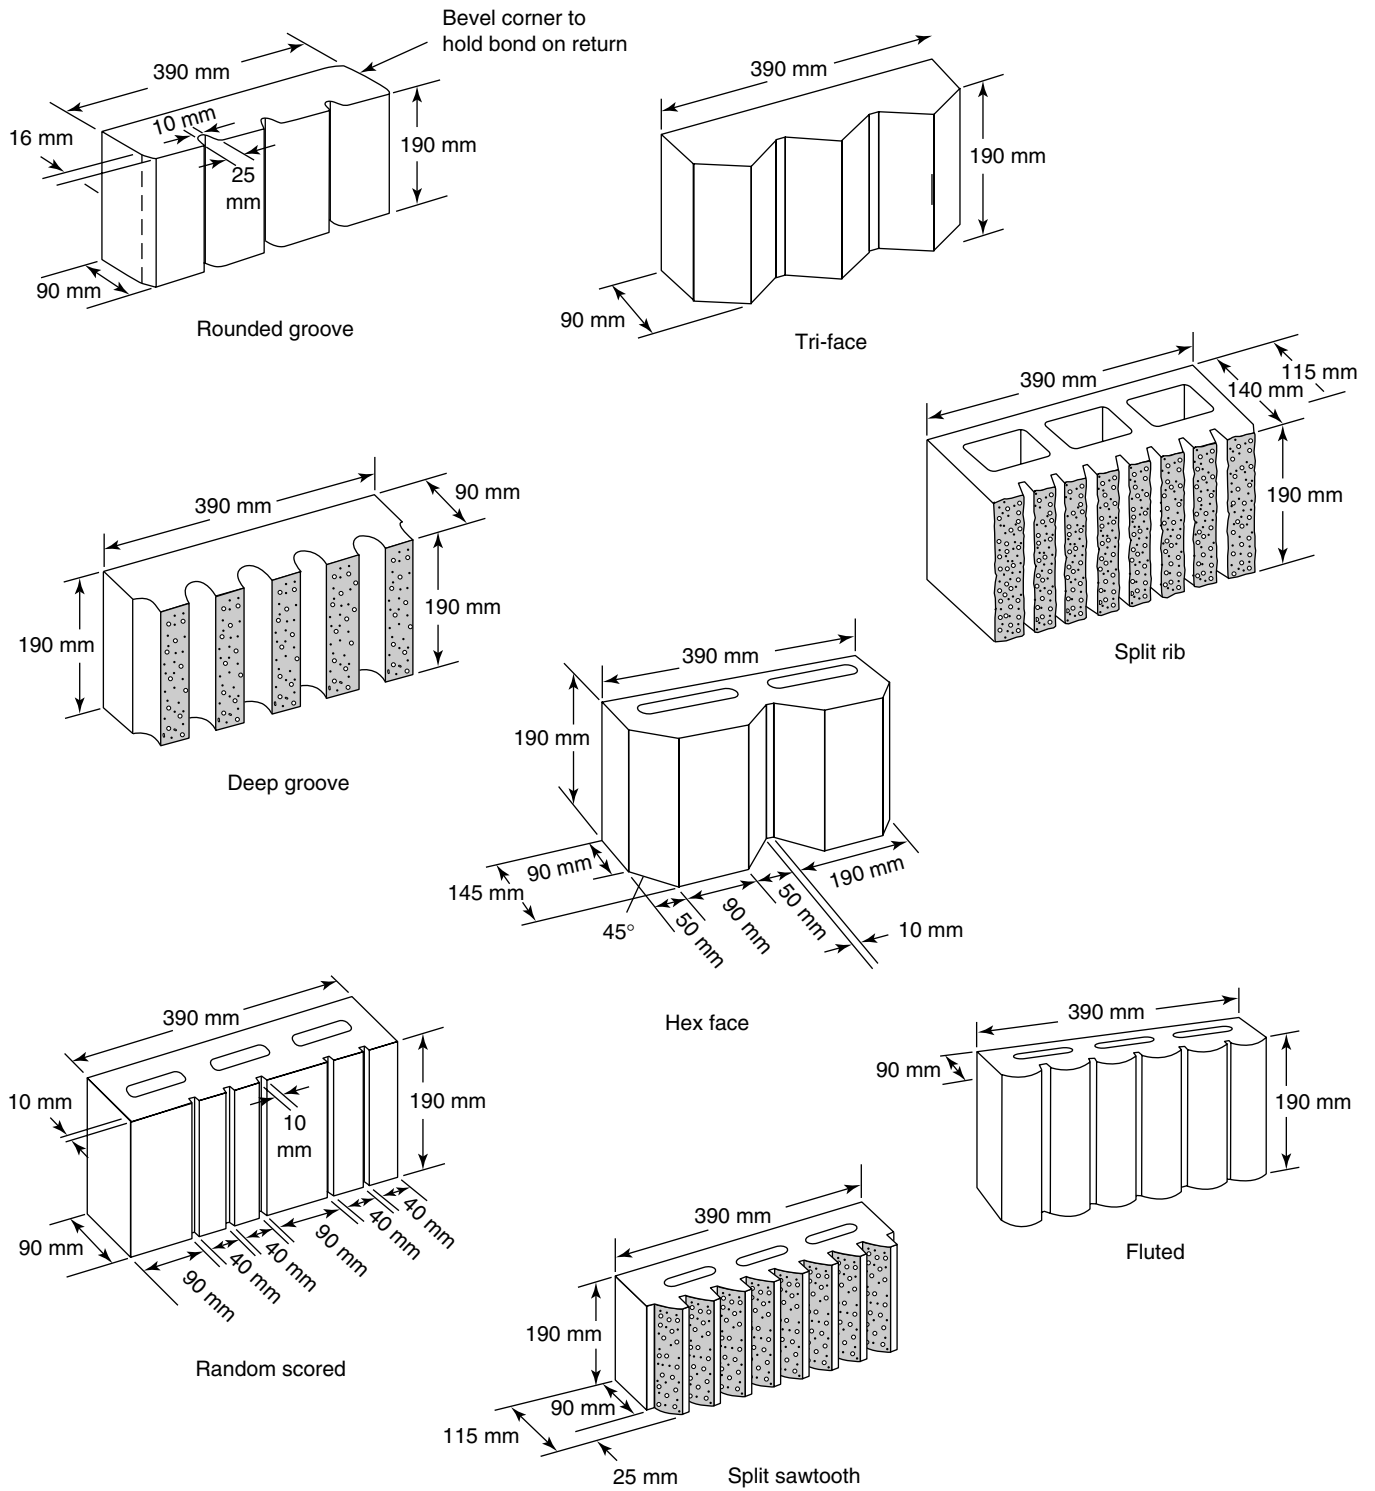 Bevel corner to
hold bond on return
390 mm
10 mm
16 mm
25
mm
190 mm
90 mm
Rounded groove
390 mm
190 mm
90 mm
Tri-face
390 mm
115 mm
140 mm
190 mm
Split rib
390 mm
90 mm
190 mm
190 mm
Deep groove
390 mm
190 mm
90 mm
145 mm
45°
50 mm
90 mm
50 mm
190 mm
10 mm
Hex face
390 mm
10 mm
10
mm
190 mm
90 mm
90 mm
40 mm
40 mm
90 mm
40 mm
40 mm
Random scored
390 mm
90 mm
190 mm
Fluted
390 mm
190 mm
90 mm
115 mm
25 mm
Split sawtooth